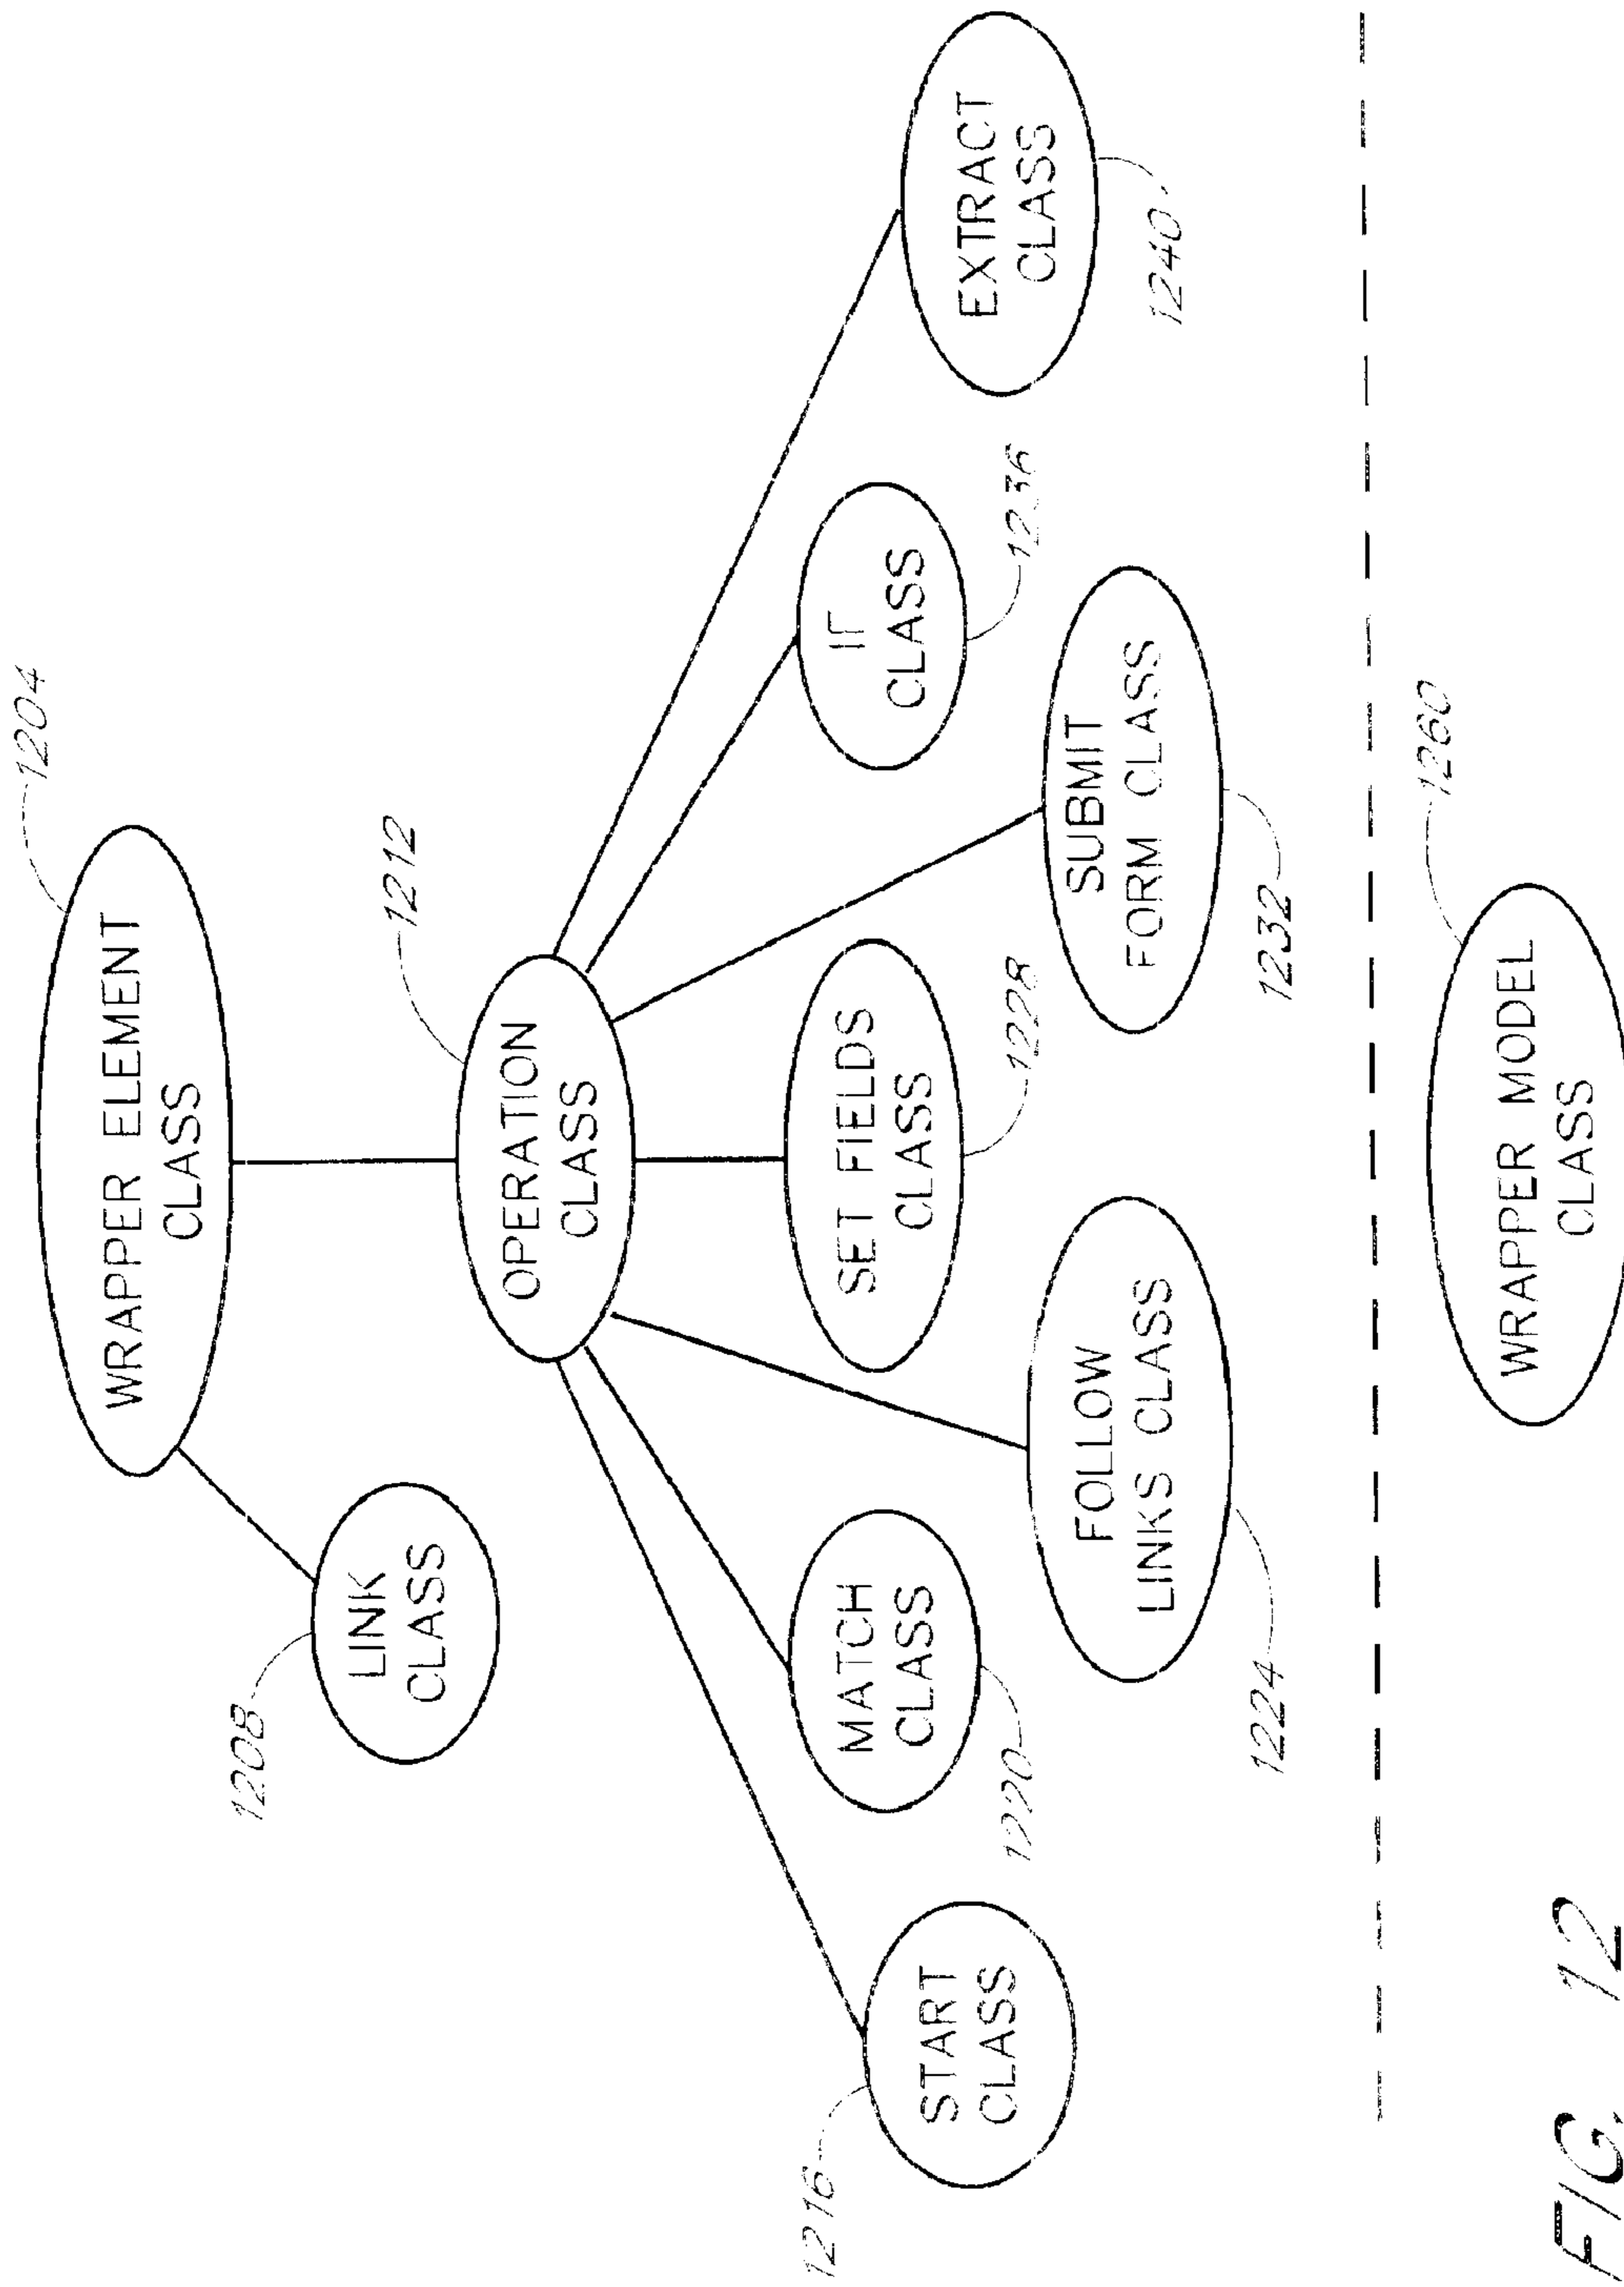 1204
WRAPPER ELEMENT
CLASS
1208
LINK
CLASS
1212
OPERATION
CLASS
1216
START
CLASS
MATCH
CLASS
1220
FOLLOW
LINKS CLASS
1224
SET FIELDS
CLASS
1228
SUBMIT
FORM CLASS
1232
IF
CLASS
1236
EXTRACT
CLASS
1240
1260
WRAPPER MODEL
CLASS
FIG. 12